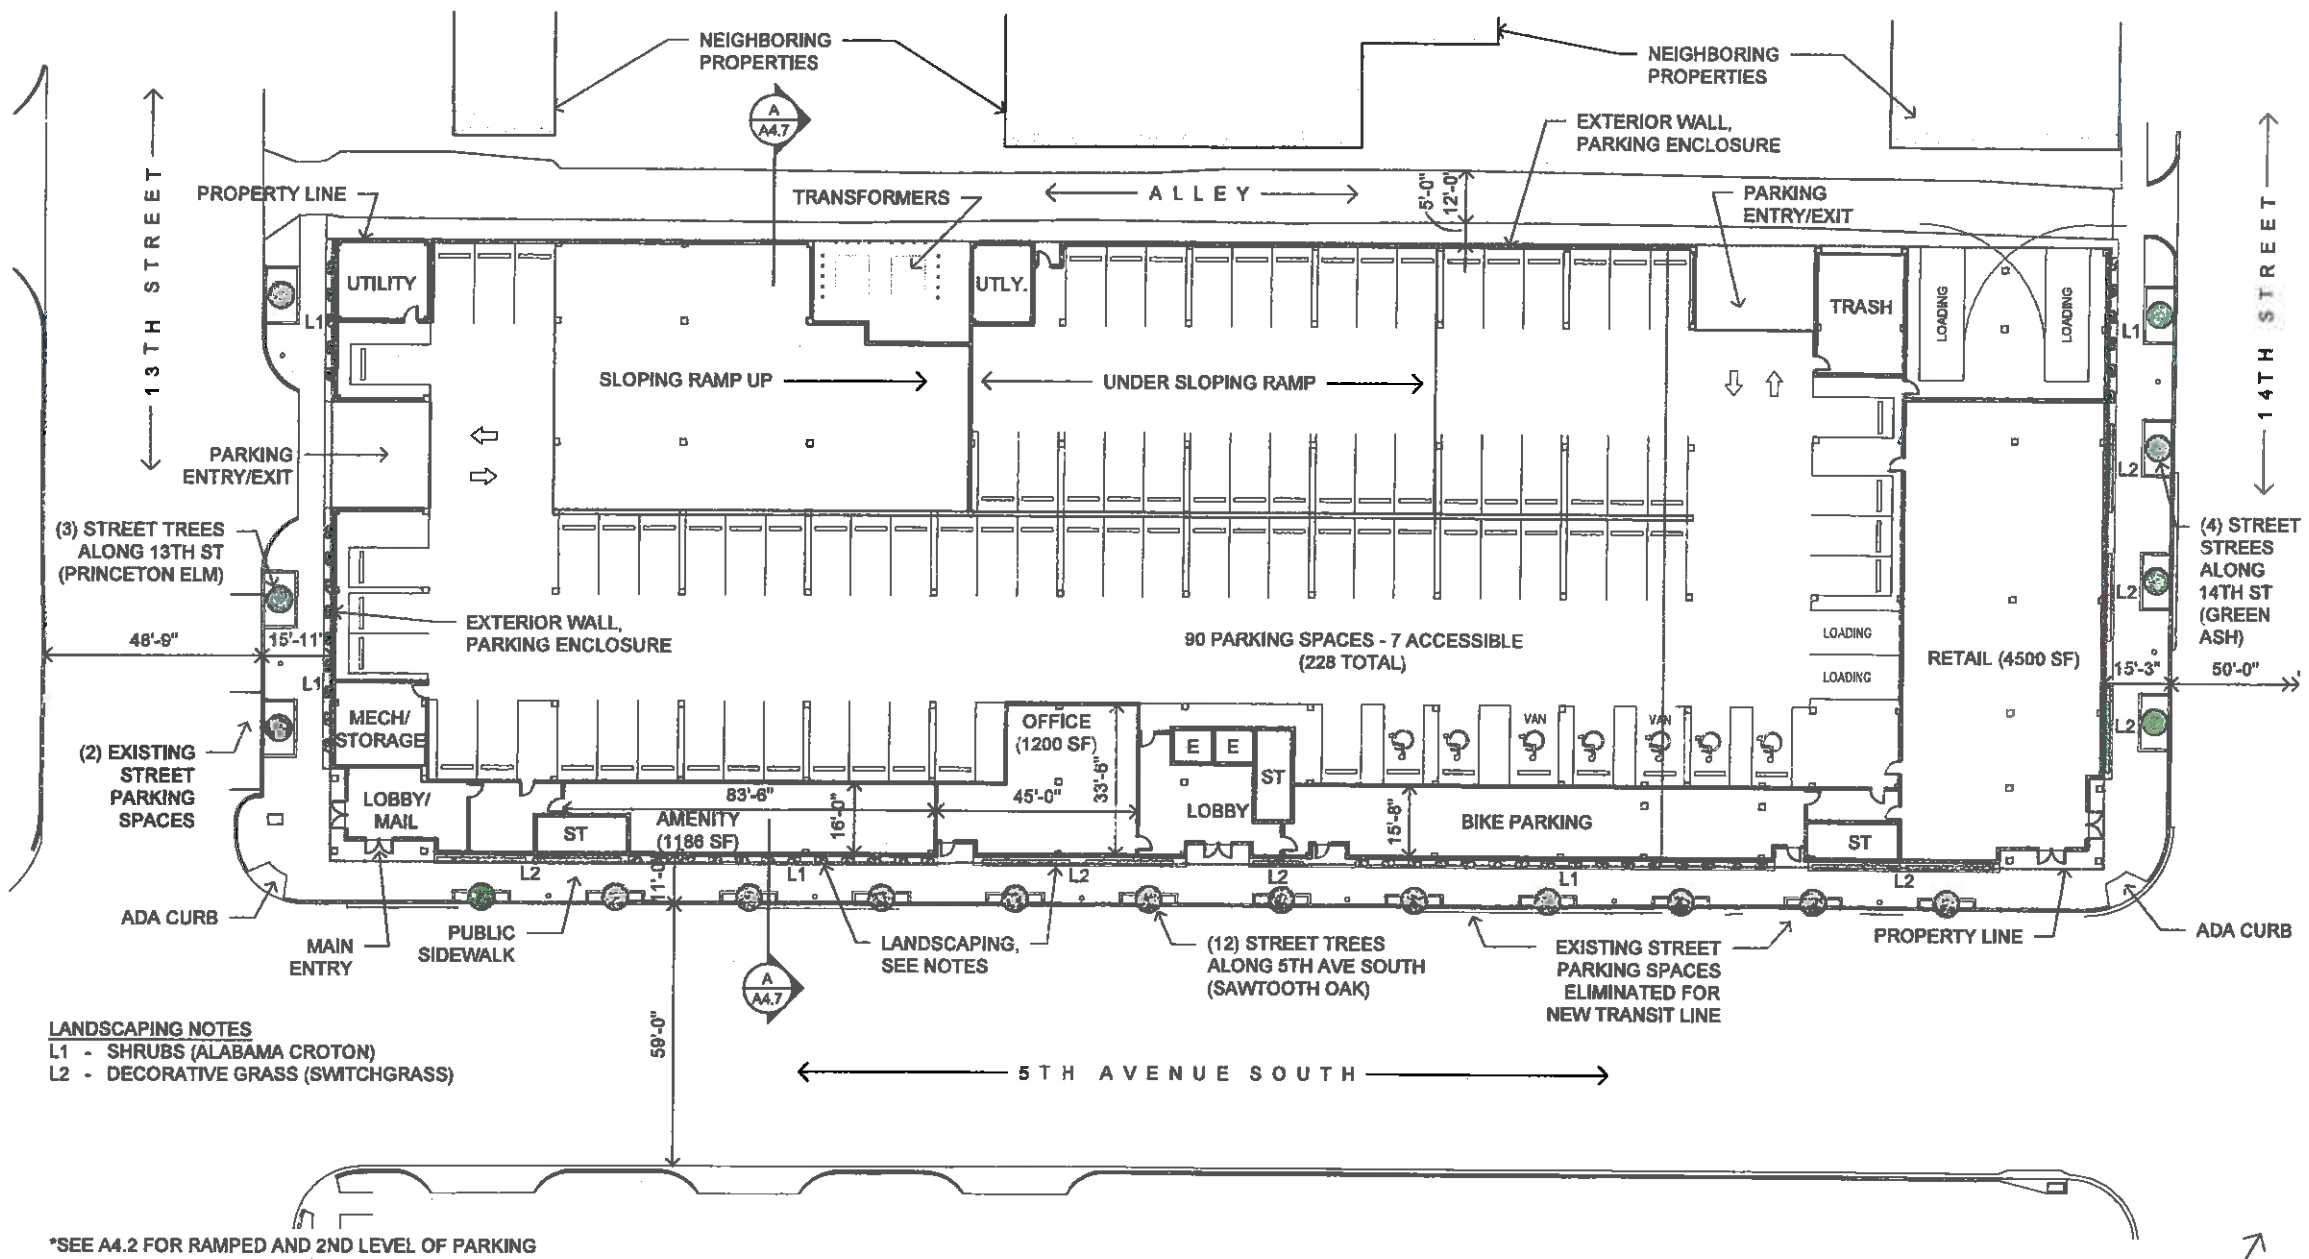 NEIGHBORING
PROPERTIES
NEIGHBORING
PROPERTIES
A
A4.7
EXTERIOR WALL,
PARKING ENCLOSURE
13TH STREET
14TH STREET
PROPERTY LINE
TRANSFORMERS
ALLEY
5'-0"
12'-0"
PARKING
ENTRY/EXIT
UTILITY
UTLY.
TRASH
LOADING
LOADING
L1
L1
SLOPING RAMP UP
UNDER SLOPING RAMP
PARKING
ENTRY/EXIT
L2
(3) STREET TREES
ALONG 13TH ST
(PRINCETON ELM)
(4) STREET
STREES
ALONG
14TH ST
(GREEN
ASH)
L2
EXTERIOR WALL,
PARKING ENCLOSURE
90 PARKING SPACES - 7 ACCESSIBLE
(228 TOTAL)
LOADING
LOADING
RETAIL (4500 SF)
15'-11"
15'-3"
50'-0"
L1
L2
MECH/
STORAGE
OFFICE
(1200 SF)
33'-6"
E
E
ST
VAN
VAN
(2) EXISTING
STREET
PARKING
SPACES
LOBBY/
MAIL
83'-6"
45'-0"
16'-0"
AMENITY
(1186 SF)
ST
LOBBY
15'-8"
BIKE PARKING
ST
L2
L1
L2
L2
L1
L2
11'-0"
ADA CURB
MAIN
ENTRY
PUBLIC
SIDEWALK
A
A4.7
LANDSCAPING,
SEE NOTES
(12) STREET TREES
ALONG 5TH AVE SOUTH
(SAWTOOTH OAK)
EXISTING STREET
PARKING SPACES
ELIMINATED FOR
NEW TRANSIT LINE
PROPERTY LINE
ADA CURB
59'-0"
LANDSCAPING NOTES
L1 - SHRUBS (ALABAMA CROTON)
L2 - DECORATIVE GRASS (SWITCHGRASS)
5TH AVENUE SOUTH
*SEE A4.2 FOR RAMPED AND 2ND LEVEL OF PARKING